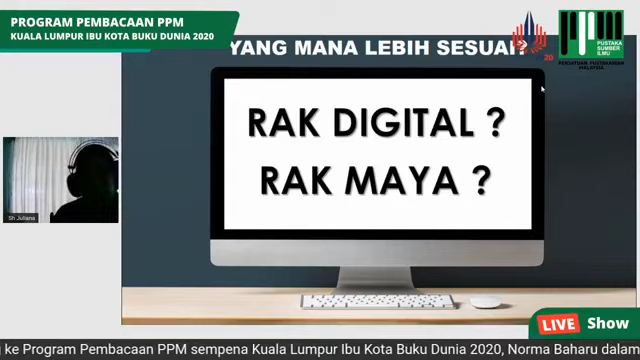 PROGRAM PEMBACAAN PPM
KUALA LUMPUR IBU KOTA BUKU DUNIA 2020
YANG MANA LEBIH SESUAI?
20
PPM
PUSTAKA
SUMBER
ILMU
PERSATUAN PUSTAKAWAN
MALAYSIA
RAK DIGITAL ?
RAK MAYA ?
Sh Juliana
LIVE Show
ke Program Pembacaan PPM sempena Kuala Lumpur Ibu Kota Buku Dunia 2020, Norma Baharu dalam